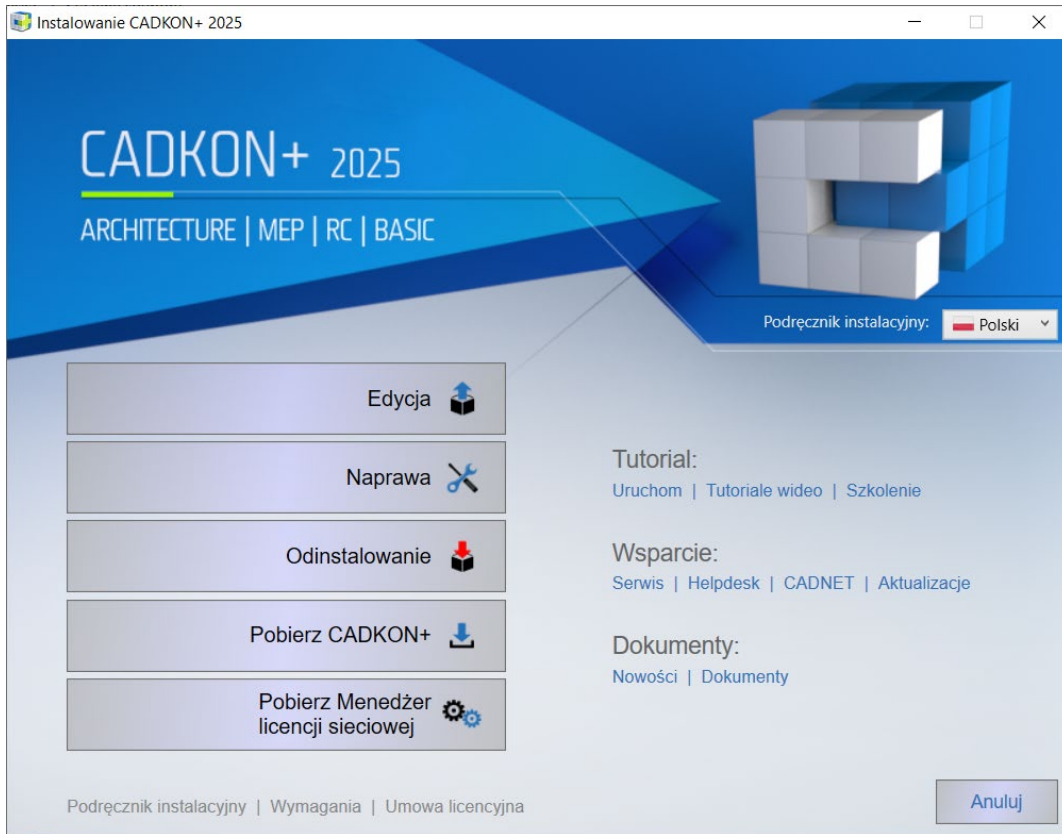 Instalowanie CADKON+ 2025
CADKON+ 2025
ARCHITECTURE | MEP | RC | BASIC
Podręcznik instalacyjny: Polski
Edycja
Naprawa
Odinstalowanie
Pobierz CADKON+
Pobierz Menedżer
licencji sieciowej
Tutorial:
Uruchom | Tutoriale wideo | Szkolenie
Wsparcie:
Serwis | Helpdesk | CADNET | Aktualizacje
Dokumenty:
Nowości | Dokumenty
Podręcznik instalacyjny | Wymagania | Umowa licencyjna
Anuluj